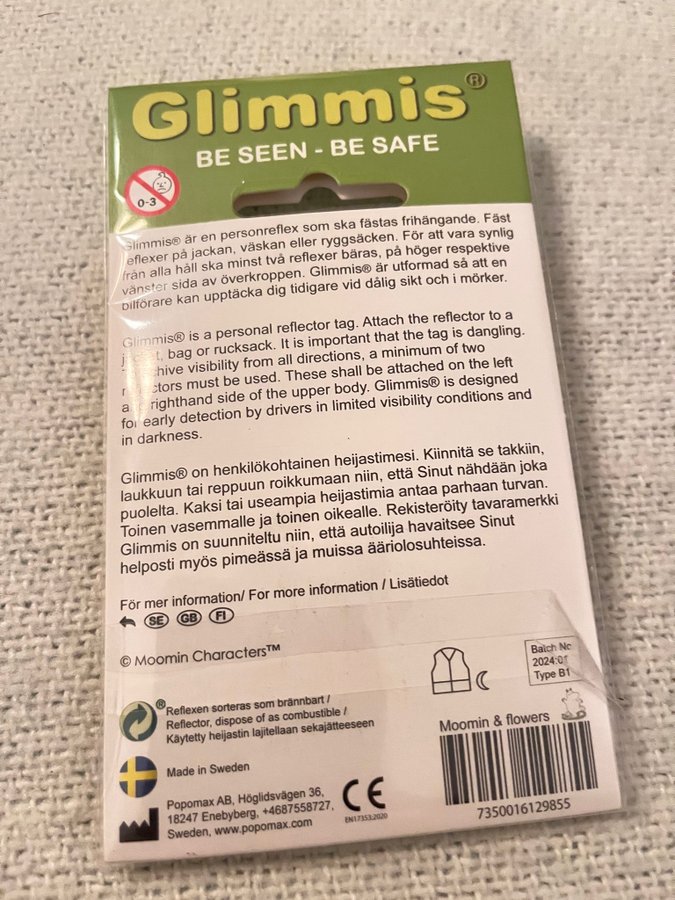 Glimmis®
BE SEEN - BE SAFE
0-3
Glimmis® är en personreflex som ska fästas frihängande. Fäst
reflexer på jackan, väskan eller ryggsäcken. För att vara synlig
från alla håll ska minst två reflexer bäras, på höger respektive
vänster sida av överkroppen. Glimmis® är utformad så att en
bilförare kan upptäcka dig tidigare vid dålig sikt och i mörker.
Glimmis® is a personal reflector tag. Attach the reflector to a
bag or rucksack. It is important that the tag is dangling.
visibility from all directions, a minimum of two
must be used. These shall be attached on the left
righthand side of the upper body. Glimmis® is designed
for early detection by drivers in limited visibility conditions and
in darkness.
Glimmis® on henkilökohtainen heijastimesi. Kiinnitä se takkiin,
laukkuun tai reppuun roikkumaan niin, että Sinut nähdään joka
puolelta. Kaksi tai useampia heijastimia antaa parhaan turvan.
Toinen vasemmalle ja toinen oikealle. Rekisteröity tavaramerkki
Glimmis on suunniteltu niin, että autoilija havaitsee Sinut
helposti myös pimeässä ja muissa ääriolosuhteissa.
För mer information/ For more information / Lisätiedot
SE GB FI
© Moomin Characters™
Batch No
2024:01
Type B1
® Reflexen sorteras som brännbart /
Reflector, dispose of as combustible /
Käytetty heijastin lajitellaan sekajätteeseen
Moomin & flowers
Made in Sweden
Popomax AB, Höglidsvägen 36,
18247 Enebyberg, +4687558727,
Sweden, www.popomax.com
CE
EN17353:2020
7350016129855